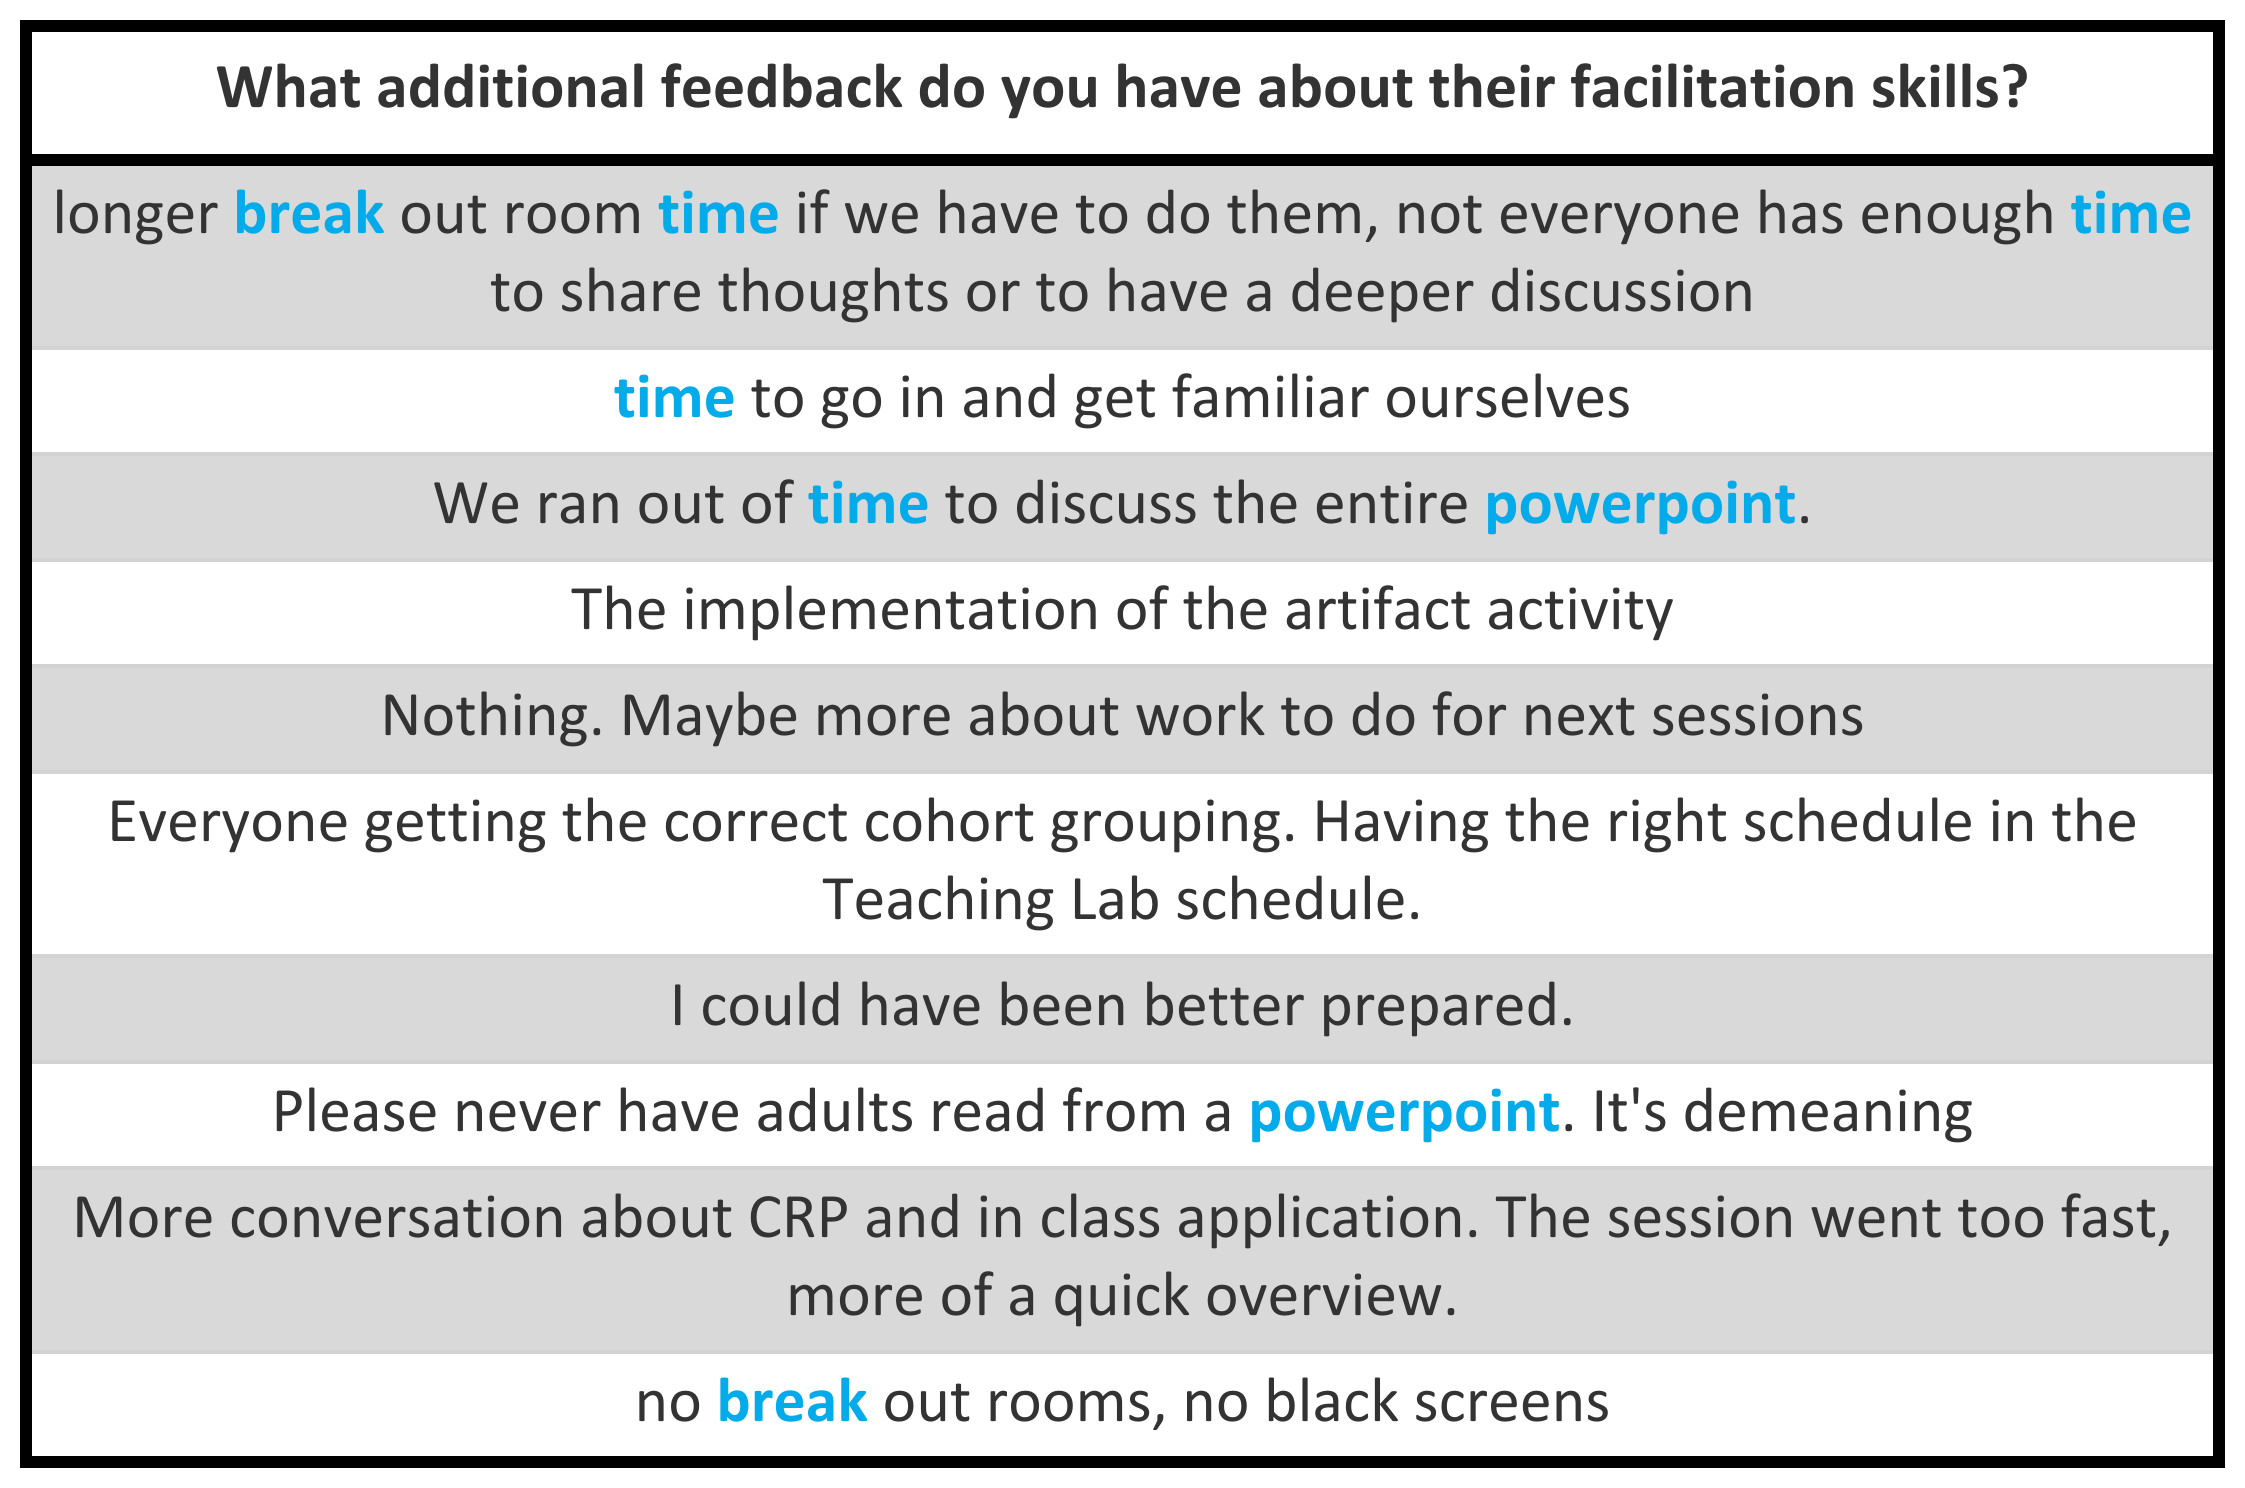 What additional feedback do you have about their facilitation skills?
longer break out room time if we have to do them, not everyone has enough time
to share thoughts or to have a deeper discussion
time to go in and get familiar ourselves
We ran out of time to discuss the entire powerpoint.
The implementation of the artifact activity
Nothing. Maybe more about work to do for next sessions
Everyone getting the correct cohort grouping. Having the right schedule in the
Teaching Lab schedule.
I could have been better prepared.
Please never have adults read from a powerpoint. It's demeaning
More conversation about CRP and in class application. The session went too fast,
more of a quick overview.
no break out rooms, no black screens